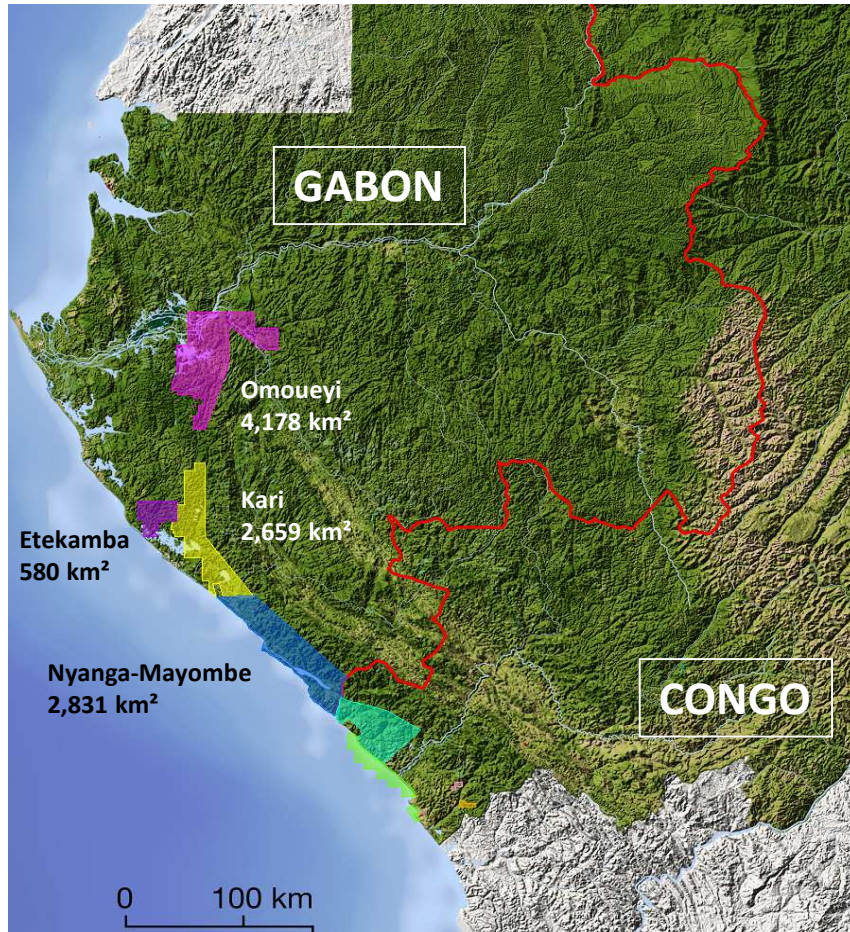 GABON
Omoueyi
4,178 km²
Kari
2,659 km²
Etekamba
580 km²
Nyanga-Mayombe
2,831 km²
CONGO
0 100 km